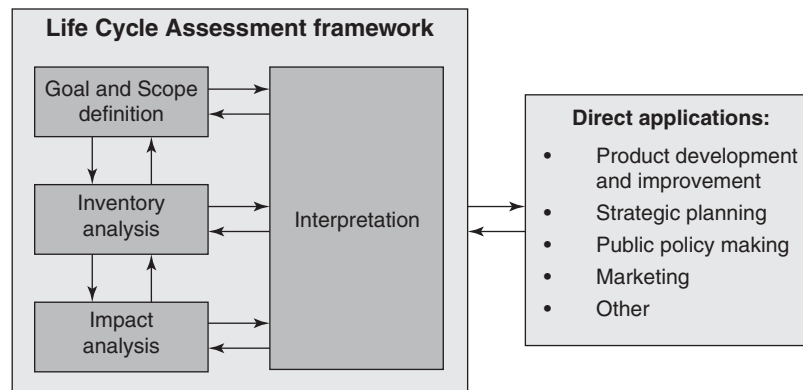 Life Cycle Assessment framework
Goal and Scope
definition
Inventory
analysis
Impact
analysis
Interpretation
Direct applications:
• Product development
and improvement
• Strategic planning
• Public policy making
• Marketing
• Other